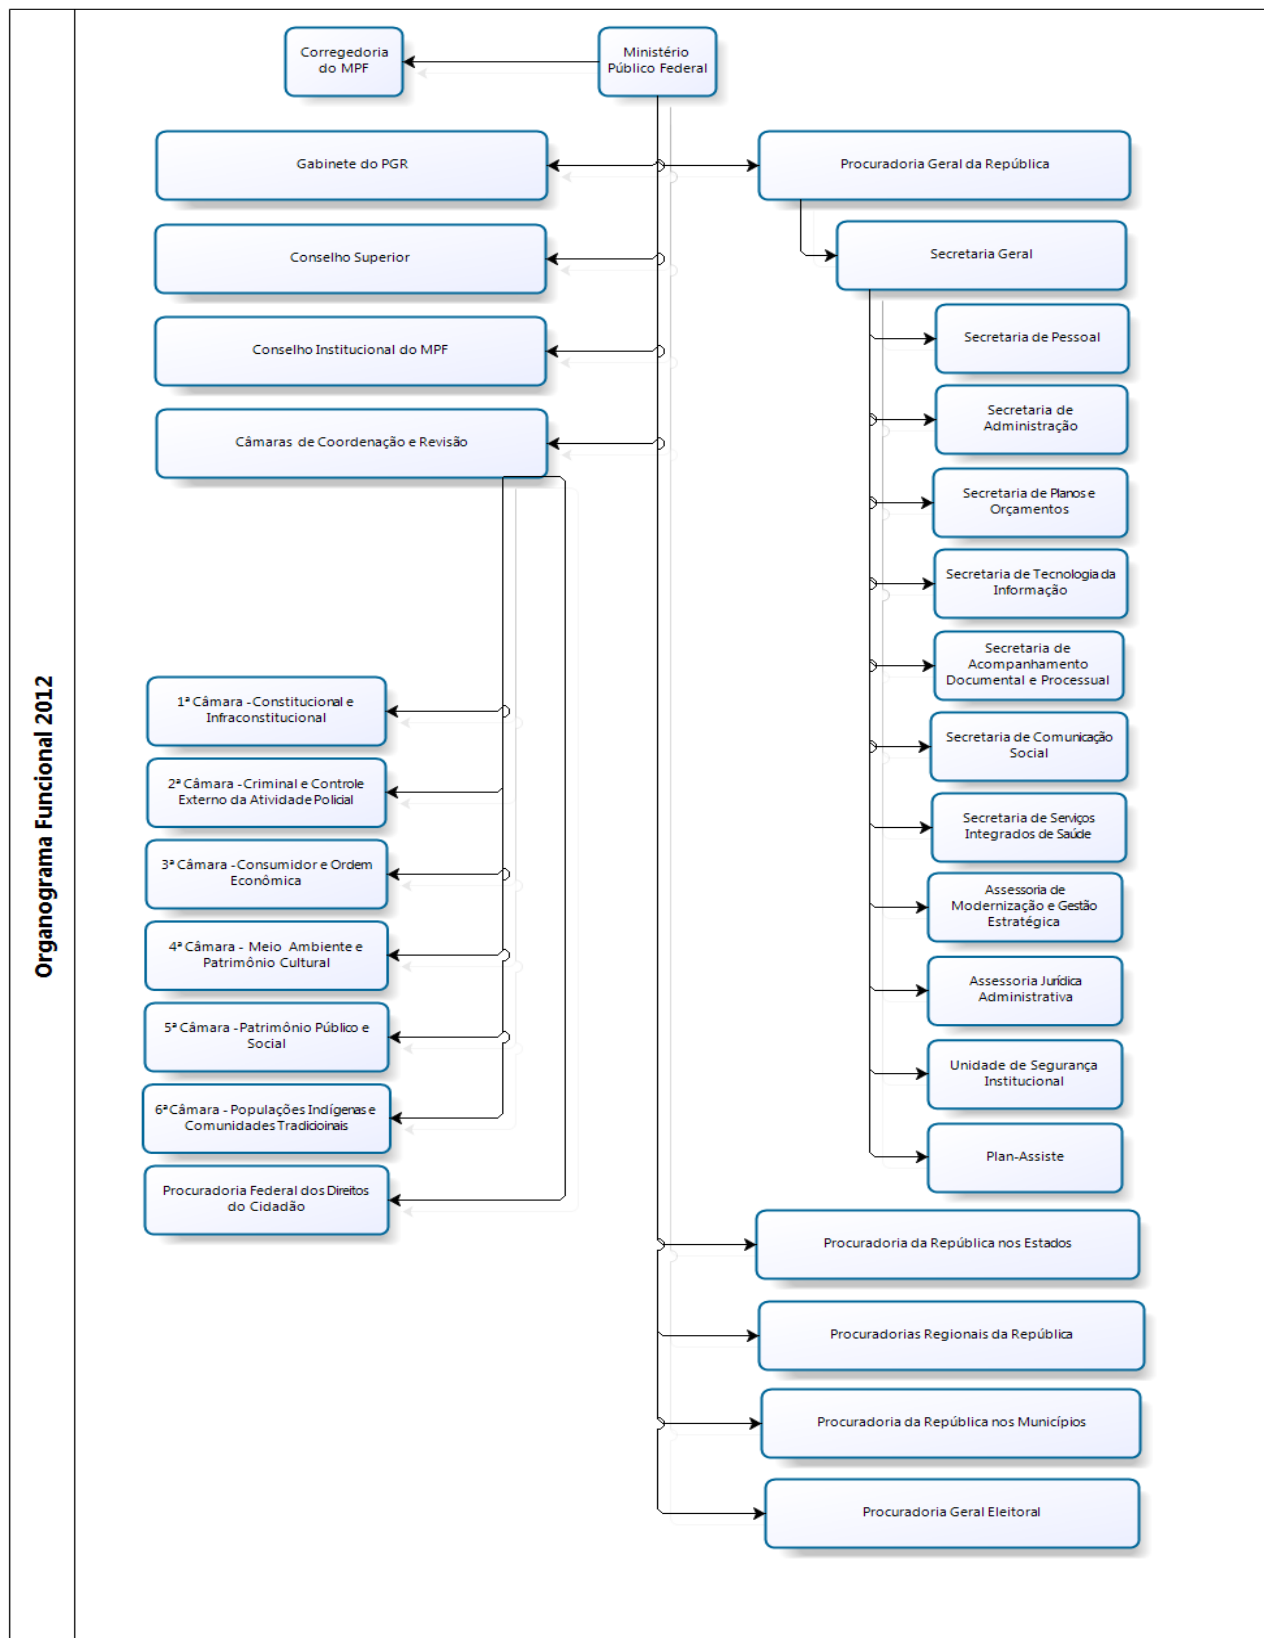 Organograma Funcional 2012
Corregedoria
do MPF
Ministério
Público Federal
Gabinete do PGR
Procuradoria Geral da República
Conselho Superior
Secretaria Geral
Conselho Institucional do MPF
Câmaras de Coordenação e Revisão
Secretaria de Pessoal
Secretaria de
Administração
Secretaria de Planos e
Orçamentos
Secretaria de Tecnologia da
Informação
Secretaria de
Acompanhamento
Documental e Processual
Secretaria de Comunicação
Social
Secretaria de Serviços
Integrados de Saúde
Assessoria de
Modernização e Gestão
Estratégica
Assessoria Jurídica
Administrativa
Unidade de Segurança
Institucional
Plan-Assiste
1ª Câmara - Constitucional e
Infraconstitucional
2ª Câmara - Criminal e Controle
Externo da Atividade Policial
3ª Câmara - Consumidor e Ordem
Econômica
4ª Câmara - Meio Ambiente e
Patrimônio Cultural
5ª Câmara - Patrimônio Público e
Social
6ª Câmara - Populações Indígenas e
Comunidades Tradicioinais
Procuradoria Federal dos Direitos
do Cidadão
Procuradoria da República nos Estados
Procuradorias Regionais da República
Procuradoria da República nos Municípios
Procuradoria Geral Eleitoral